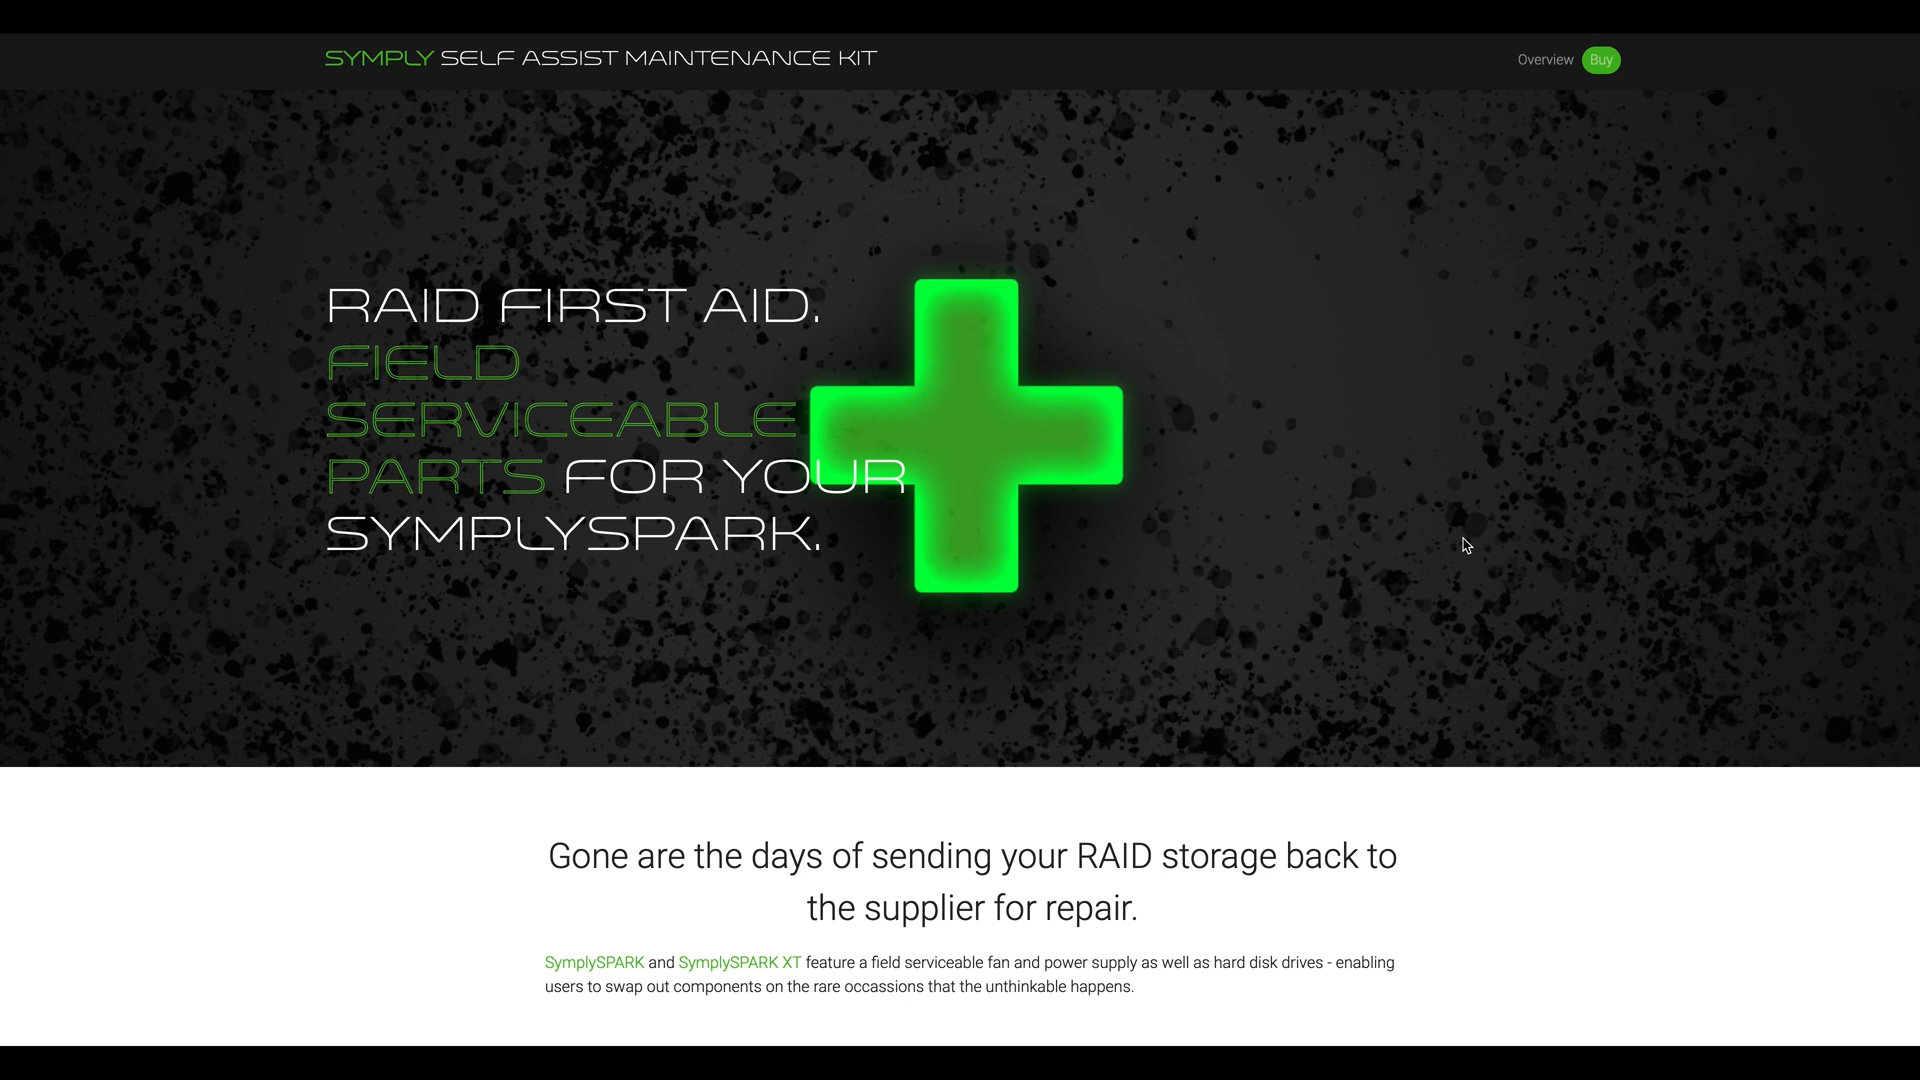 SYMPLY SELF ASSIST MAINTENANCE KIT
Overview Buy
RAID FIRST AID.
FIELD
SERVICEABLE
PARTS FOR YOUR
SYMPLYSPARK.
Gone are the days of sending your RAID storage back to
the supplier for repair.
SymplySPARK and SymplySPARK XT feature a field serviceable fan and power supply as well as hard disk drives - enabling
users to swap out components on the rare occassions that the unthinkable happens.